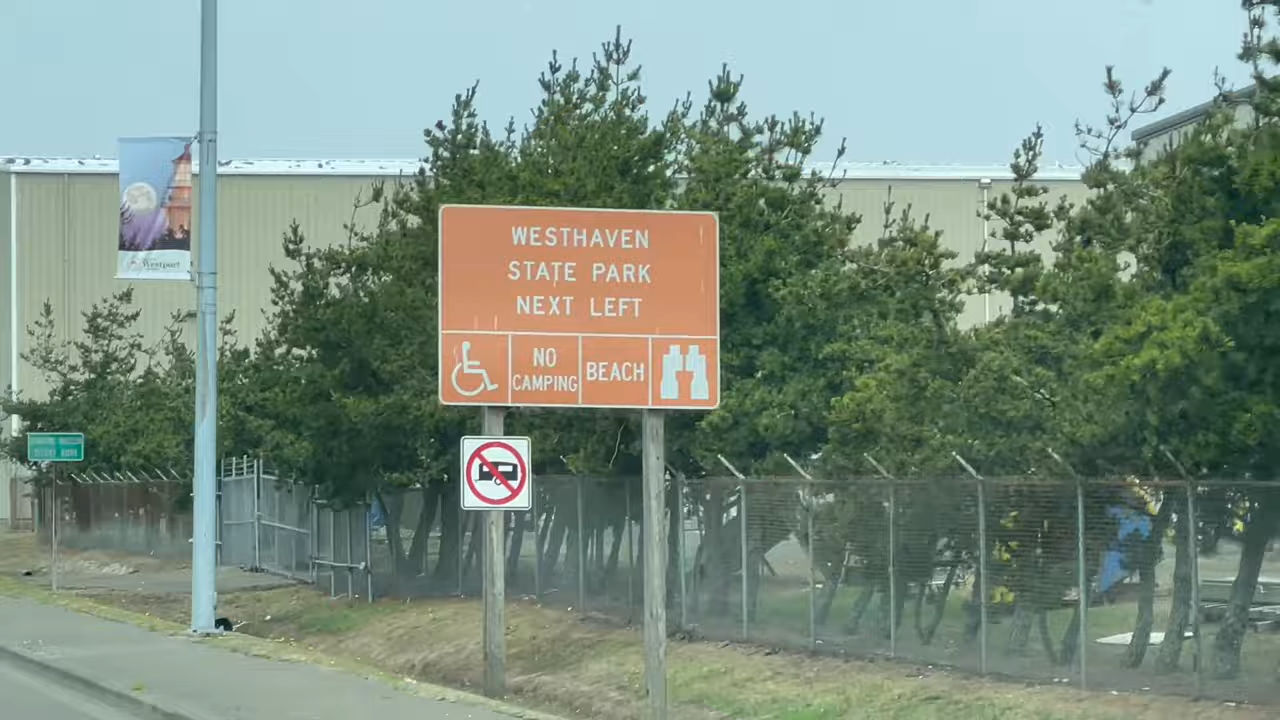 Westport
WESTHAVEN
STATE PARK
NEXT LEFT
NO
CAMPING
BEACH